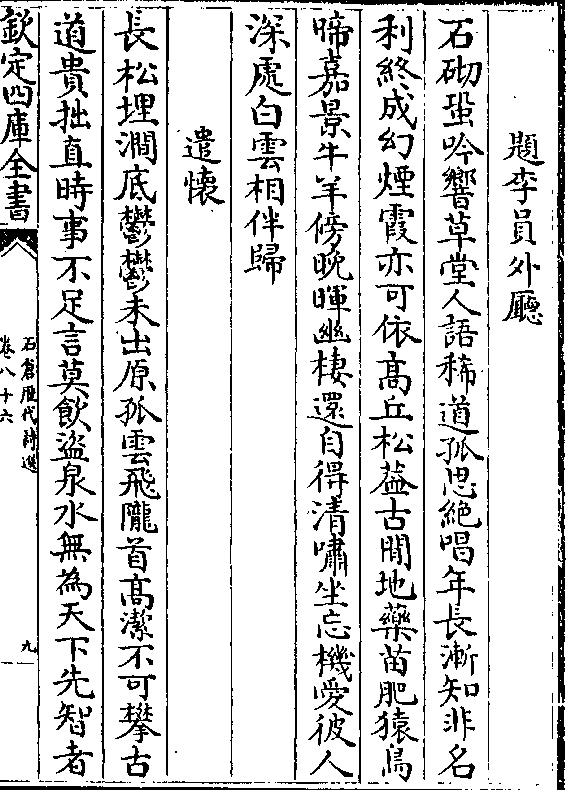 題李員外廳
石砌蛩吟響草堂人語稀道孤思絶唱年長漸知非名
利終成幻煙霞亦可依高丘松葢古閒地藥苗肥猿鳥
啼嘉景牛羊傍晚暉幽棲還自得清嘯坐忘機愛彼人
深處白雲相伴歸
遣懷
長松埋澗底鬱鬱未出原孤雲飛隴首高潔不可攀古
道貴拙直時事不足言莫飲盜泉水無為天下先智者
欽定四庫全書
石倉歷代詩選
卷八十六
九